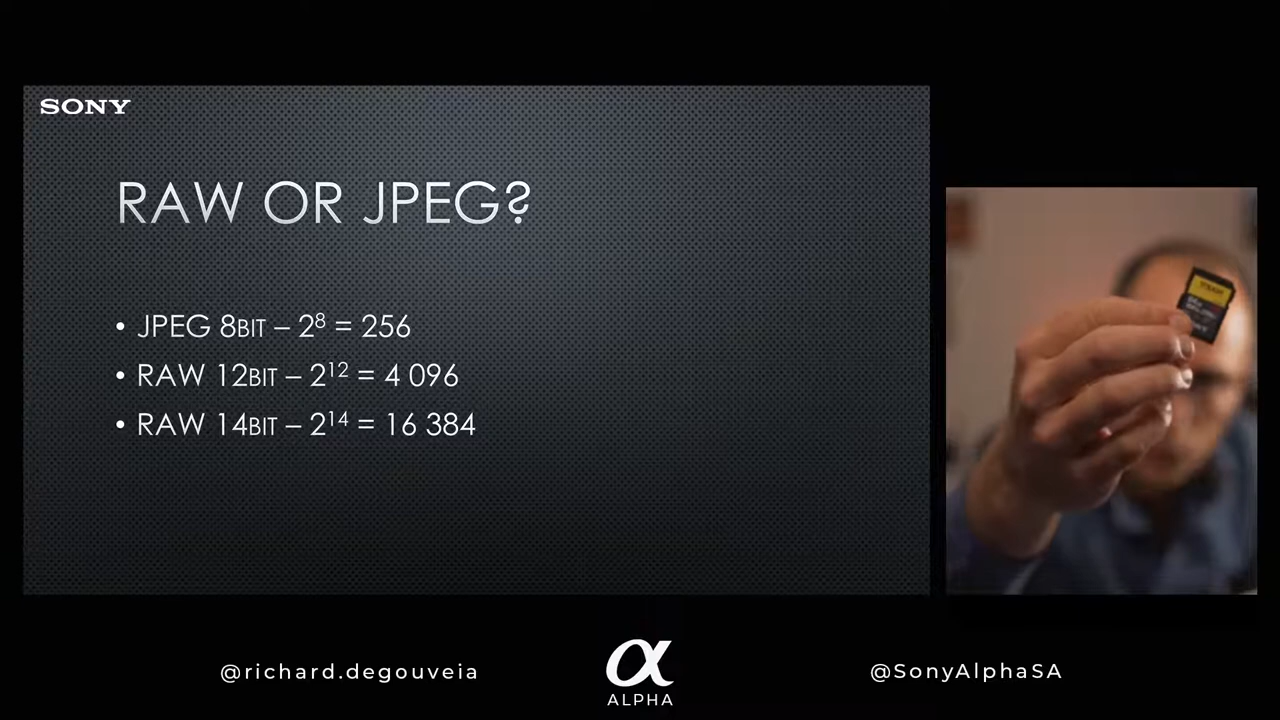 SONY
RAW OR JPEG?
• JPEG 8BIT – 2⁸ = 256
• RAW 12BIT – 2¹² = 4 096
• RAW 14BIT – 2¹⁴ = 16 384
TOUGH
@richard.degouveia
α
ALPHA
@SonyAlphaSA